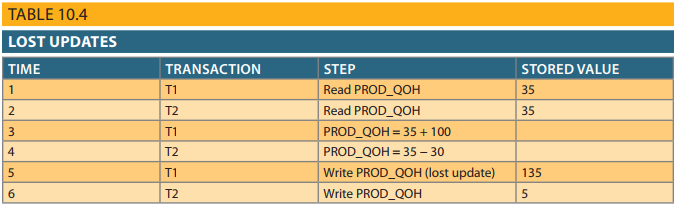 TABLE 10.4
LOST UPDATES
TIME TRANSACTION STEP STORED VALUE
1 T1 Read PROD_QOH 35
2 T2 Read PROD_QOH 35
3 T1 PROD_QOH = 35 + 100
4 T2 PROD_QOH = 35 − 30
5 T1 Write PROD_QOH (lost update) 135
6 T2 Write PROD_QOH 5